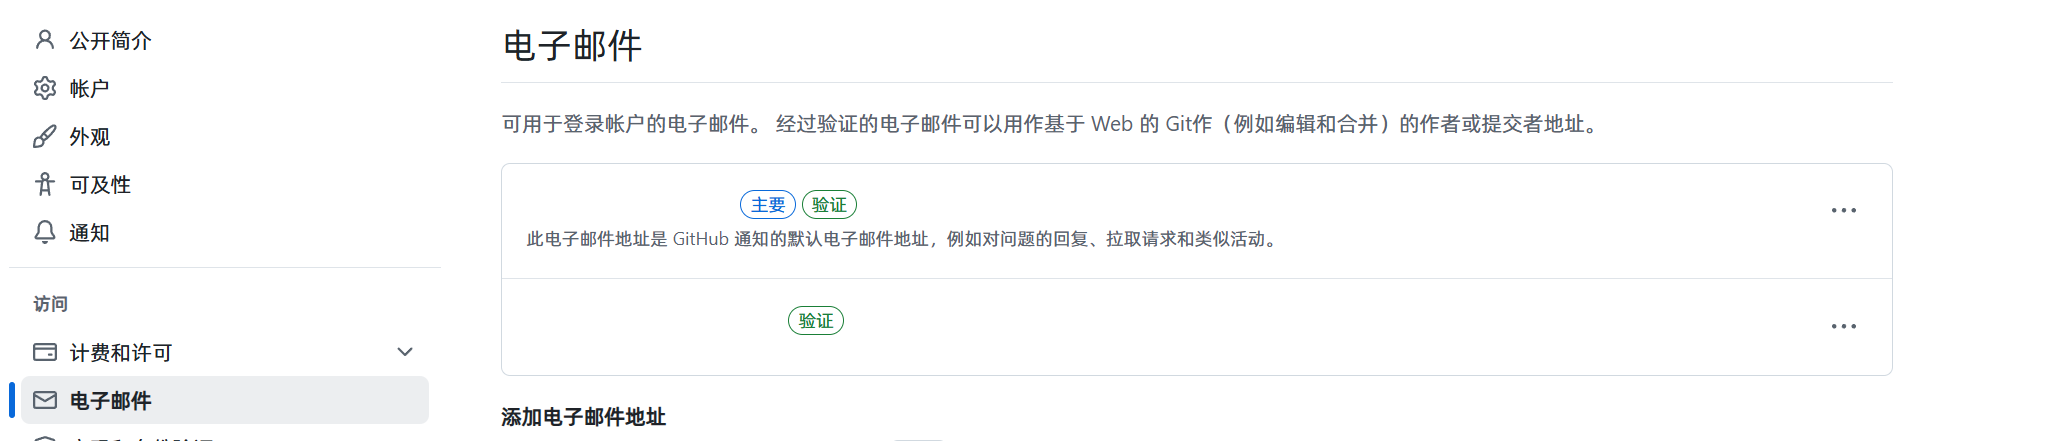 公开简介
帐户
外观
可及性
通知
访问
计费和许可
电子邮件
电子邮件
可用于登录帐户的电子邮件。 经过验证的电子邮件可以用作基于 Web 的 Git作（例如编辑和合并）的作者或提交者地址。
主要 验证
此电子邮件地址是 GitHub 通知的默认电子邮件地址，例如对问题的回复、拉取请求和类似活动。
验证
添加电子邮件地址